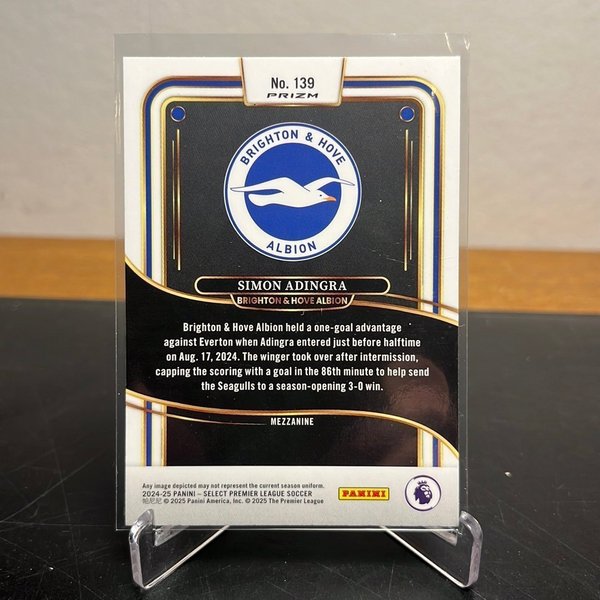 No. 139
PRIZM
BRIGHTON & HOVE
ALBION
SIMON ADINGRA
BRIGHTON & HOVE ALBION
Brighton & Hove Albion held a one-goal advantage
against Everton when Adingra entered just before halftime
on Aug. 17, 2024. The winger took over after intermission,
capping the scoring with a goal in the 86th minute to help send
the Seagulls to a season-opening 3-0 win.
MEZZANINE
Any image depicted may not represent the current season uniform.
2024-25 PANINI – SELECT PREMIER LEAGUE SOCCER
帕尼尼 © 2025 Panini America, Inc. © 2025 The Premier League
PANINI